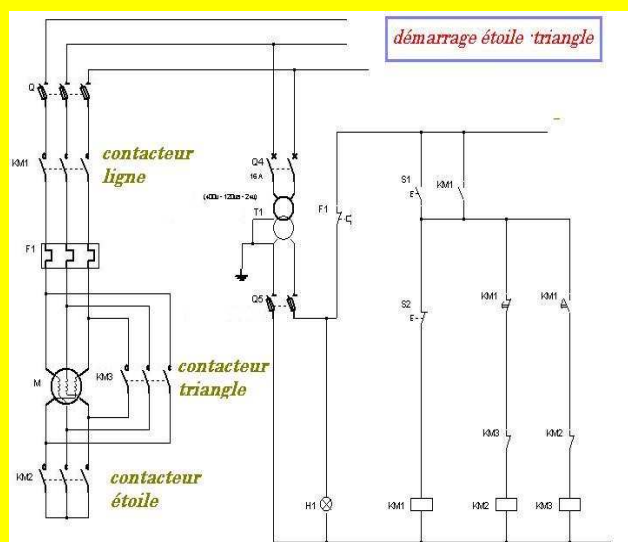 démarrage étoile -triangle
Q
KM1
contacteur
ligne
Q4
16 A
T1
F1
S1
E
KM1
F1
Q5
S2
E
KM1
KM1
M
KM3
contacteur
triangle
KM3
KM2
KM2
contacteur
étoile
H1
KM1
KM2
KM3